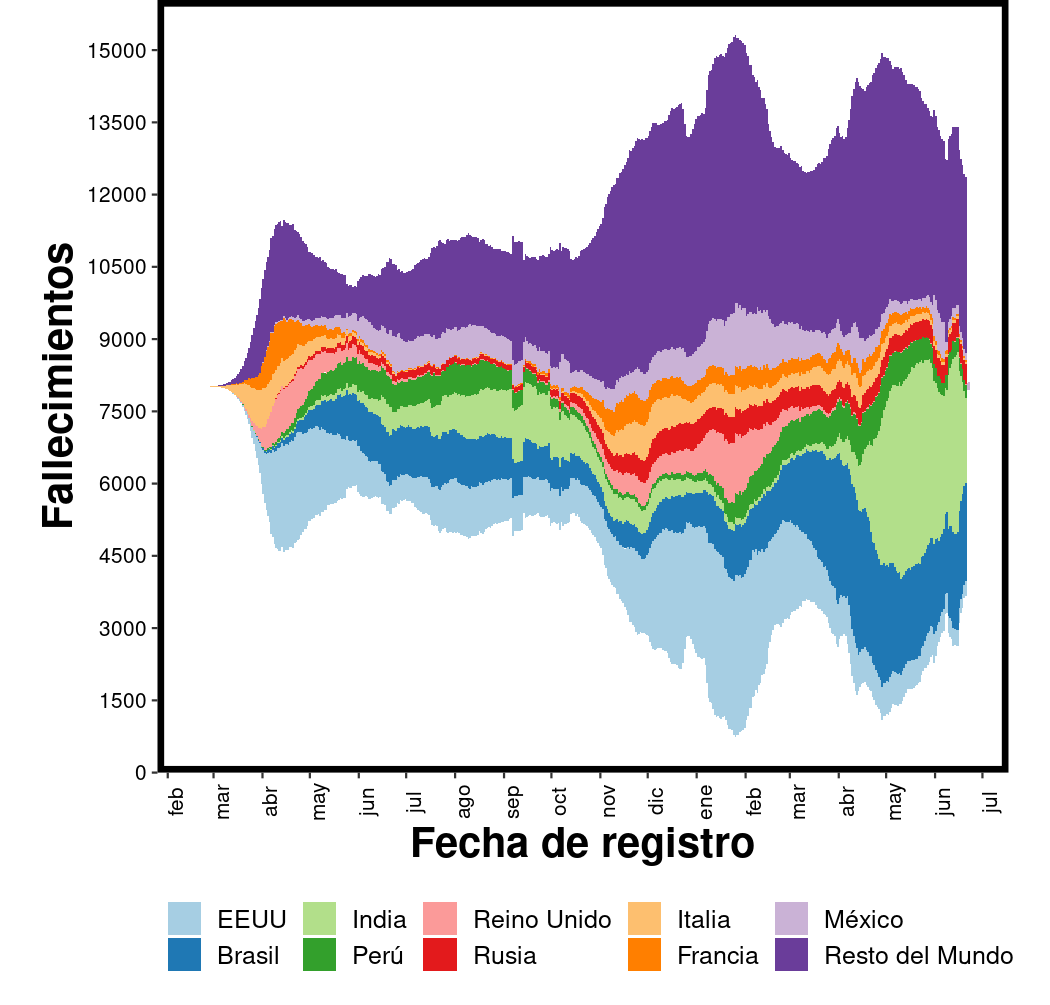 Fallecimientos
15000
13500
12000
10500
9000
7500
6000
4500
3000
1500
0
feb mar abr may jun jul ago sep oct nov dic ene feb mar abr may jun jul
Fecha de registro
EEUU India Reino Unido Italia México
Brasil Perú Rusia Francia Resto del Mundo